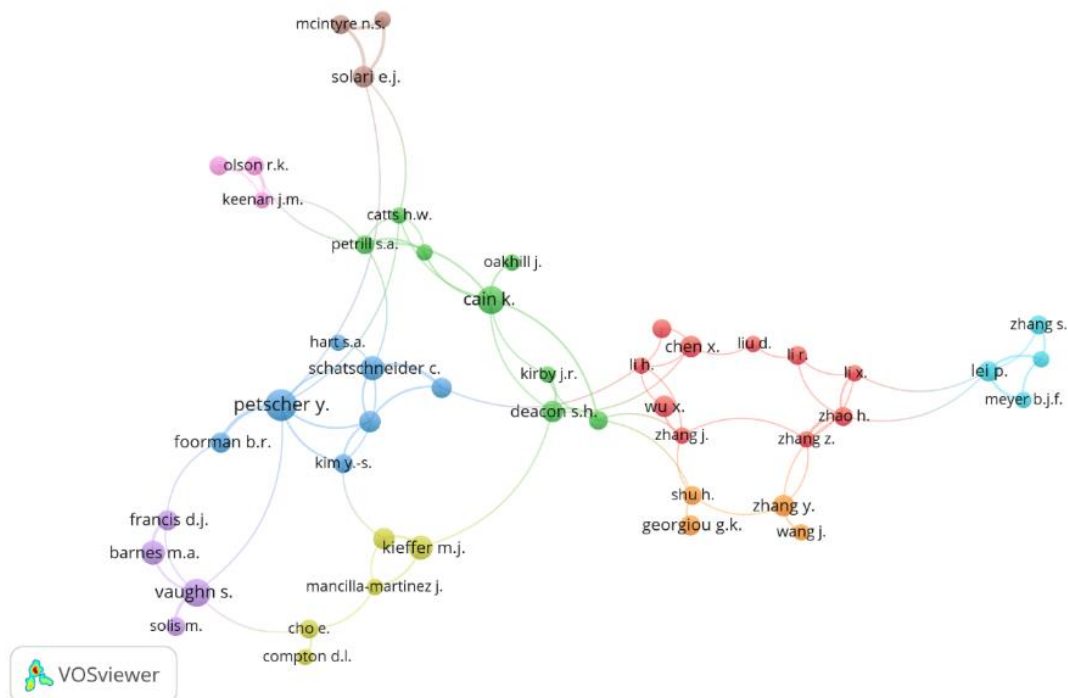 mcintyre n.s.
solari e.j.
olson r.k.
keenan j.m.
catts h.w.
petrill s.a.
oakhill j.
cain k.
zhang s.
hart s.a.
chen x.
liu d.
li r.
schatschneider c.
li h.
li x.
lei p.
kirby j.r.
meyer b.j.f.
petscher y.
deacon s.h.
wu x.
zhao h.
foorman b.r.
zhang j.
zhang z.
kim y.-s.
shu h.
zhang y.
francis d.j.
georgiou g.k.
wang j.
barnes m.a.
kieffer m.j.
vaughn s.
mancilla-martinez j.
solis m.
cho e.
compton d.l.
VOSviewer